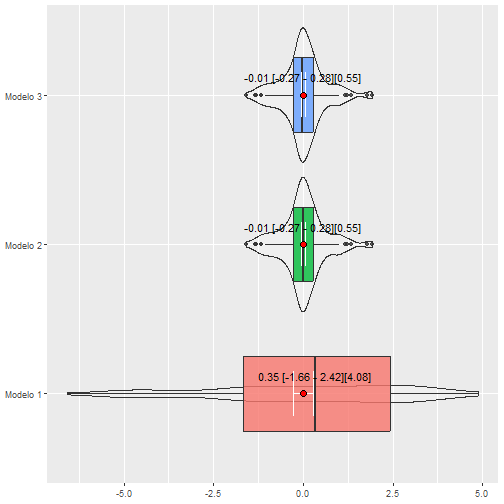 Modelo 3
-0.01 [-0.27 - 0.28][0.55]
Modelo 2
-0.01 [-0.27 - 0.28][0.55]
Modelo 1
0.35 [-1.66 - 2.42][4.08]
-5.0 -2.5 0.0 2.5 5.0